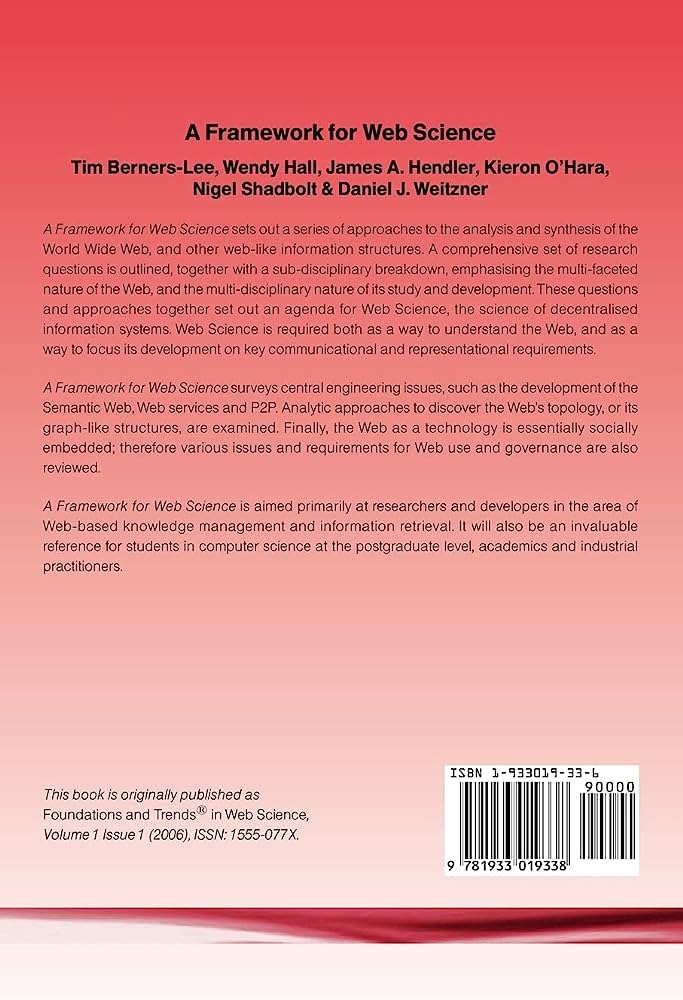 A Framework for Web Science
Tim Berners-Lee, Wendy Hall, James A. Hendler, Kieron O'Hara,
Nigel Shadbolt & Daniel J. Weitzner
A Framework for Web Science sets out a series of approaches to the analysis and synthesis of the
World Wide Web, and other web-like information structures. A comprehensive set of research
questions is outlined, together with a sub-disciplinary breakdown, emphasising the multi-faceted
nature of the Web, and the multi-disciplinary nature of its study and development. These questions
and approaches together set out an agenda for Web Science, the science of decentralised
information systems. Web Science is required both as a way to understand the Web, and as a
way to focus its development on key communicational and representational requirements.
A Framework for Web Science surveys central engineering issues, such as the development of the
Semantic Web, Web services and P2P. Analytic approaches to discover the Web's topology, or its
graph-like structures, are examined. Finally, the Web as a technology is essentially socially
embedded; therefore various issues and requirements for Web use and governance are also
reviewed.
A Framework for Web Science is aimed primarily at researchers and developers in the area of
Web-based knowledge management and information retrieval. It will also be an invaluable
reference for students in computer science at the postgraduate level, academics and industrial
practitioners.
This book is originally published as
Foundations and Trends® in Web Science,
Volume 1 Issue 1 (2006), ISSN: 1555-077X.
ISBN 1-933019-33-6
90000
9 781933 019338